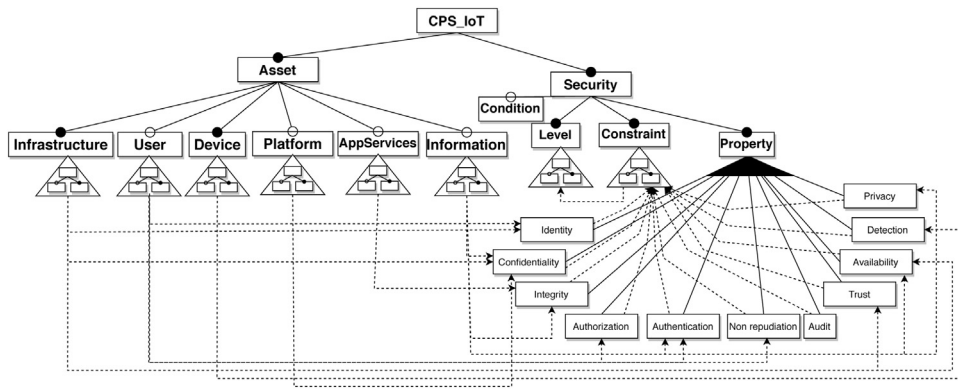 CPS_IoT
Asset
Security
Condition
Infrastructure
User
Device
Platform
AppServices
Information
Level
Constraint
Property
Privacy
Identity
Detection
Confidentiality
Availability
Integrity
Trust
Authorization
Authentication
Non repudiation
Audit